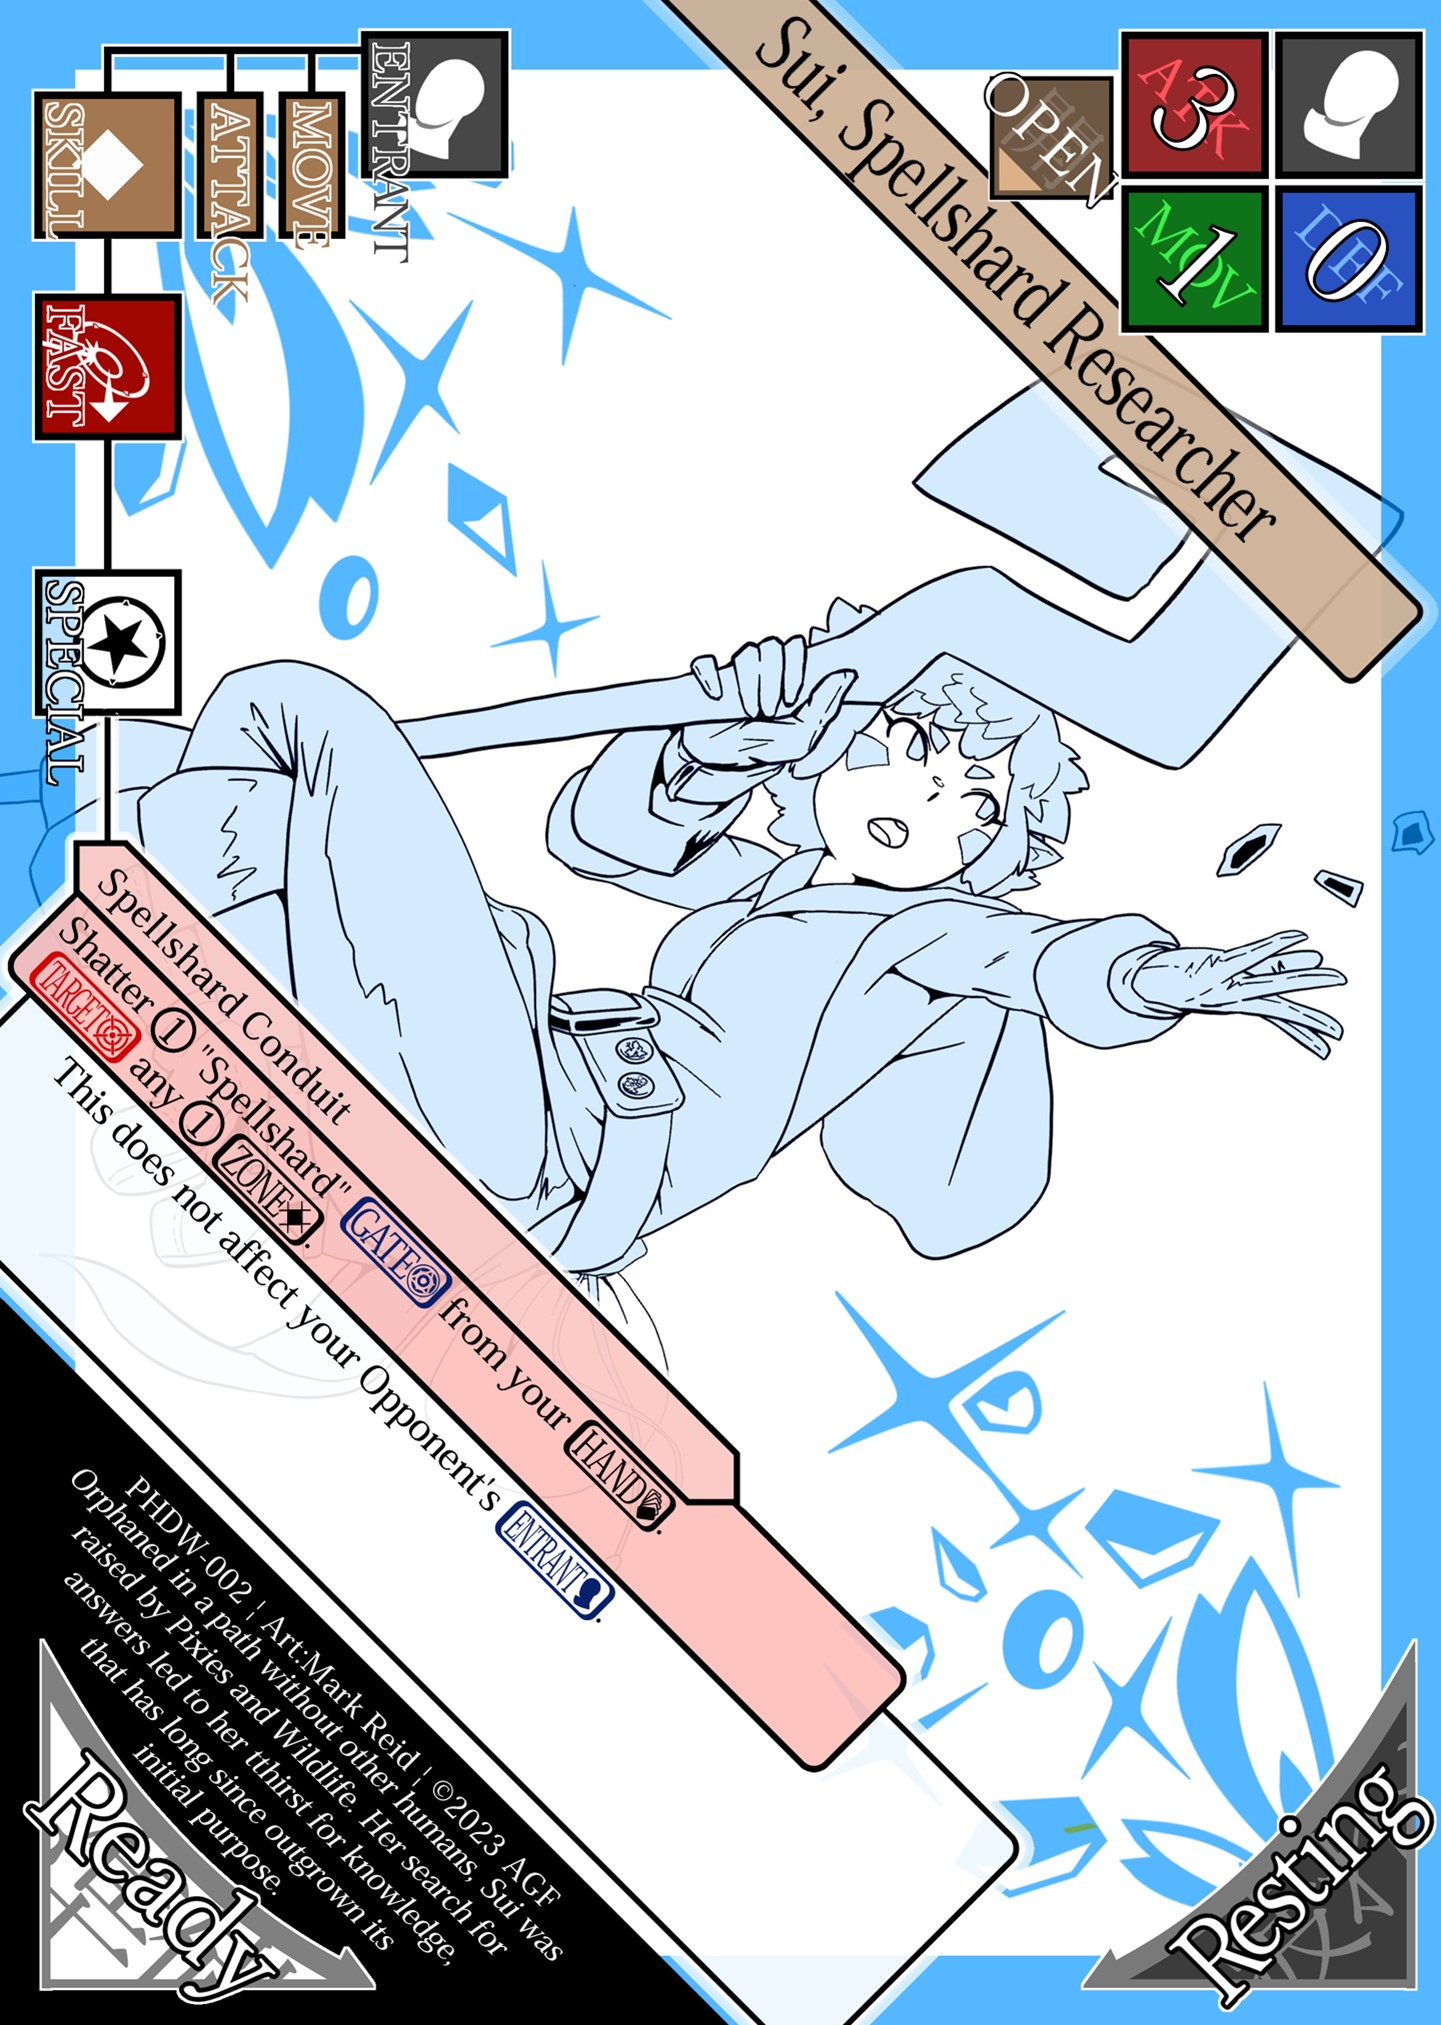 Sui, Spellshard Researcher
OPEN
ATK 3
MOV 1
DEF 0
ENTRANT
MOVE
ATTACK
SKILL
FAST
SPECIAL
Spellshard Conduit
Shatter 1 "Spellshard" GATE from your HAND.
TARGET any 1 ZONE.
This does not affect your Opponent's ENTRANT.
PHDW-002 ¦ Art:Mark Reid ¦ ©2023 AGF
Orphaned in a path without other humans, Sui was
raised by Pixies and Wildlife. Her search for
answers led to her tthirst for knowledge,
that has long since outgrown its
initial purpose.
Ready
Resting